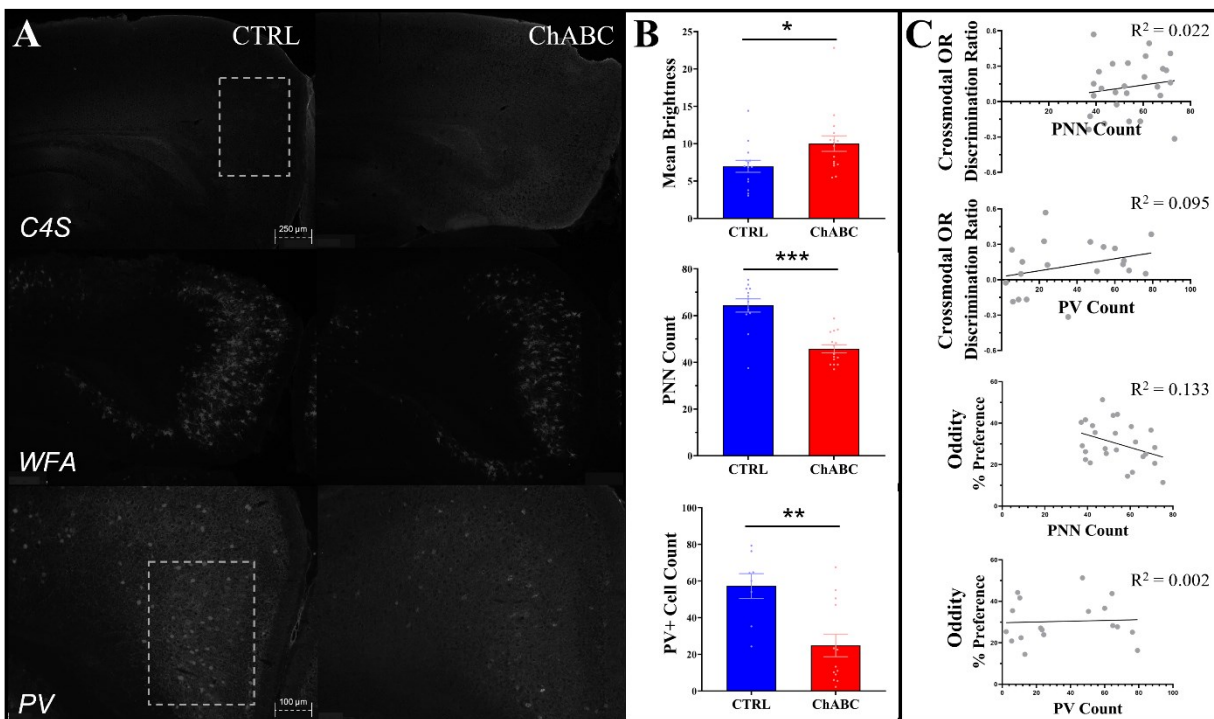 A
CTRL
ChABC
C4S
250 µm
WFA
PV
100 µm
B
*
Mean Brightness
25
20
15
10
5
0
CTRL
ChABC
***
PNN Count
80
60
40
20
0
CTRL
ChABC
**
PV+ Cell Count
100
80
60
40
20
0
CTRL
ChABC
C
R² = 0.022
Crossmodal OR
Discrimination Ratio
0.6
0.3
0.0
-0.3
-0.6
20
40
60
80
PNN Count
R² = 0.095
Crossmodal OR
Discrimination Ratio
0.6
0.3
0.0
-0.3
-0.6
20
40
60
80
100
PV Count
R² = 0.133
Oddity
% Preference
60
40
20
0
0
20
40
60
80
PNN Count
R² = 0.002
Oddity
% Preference
60
40
20
0
0
20
40
60
80
100
PV Count